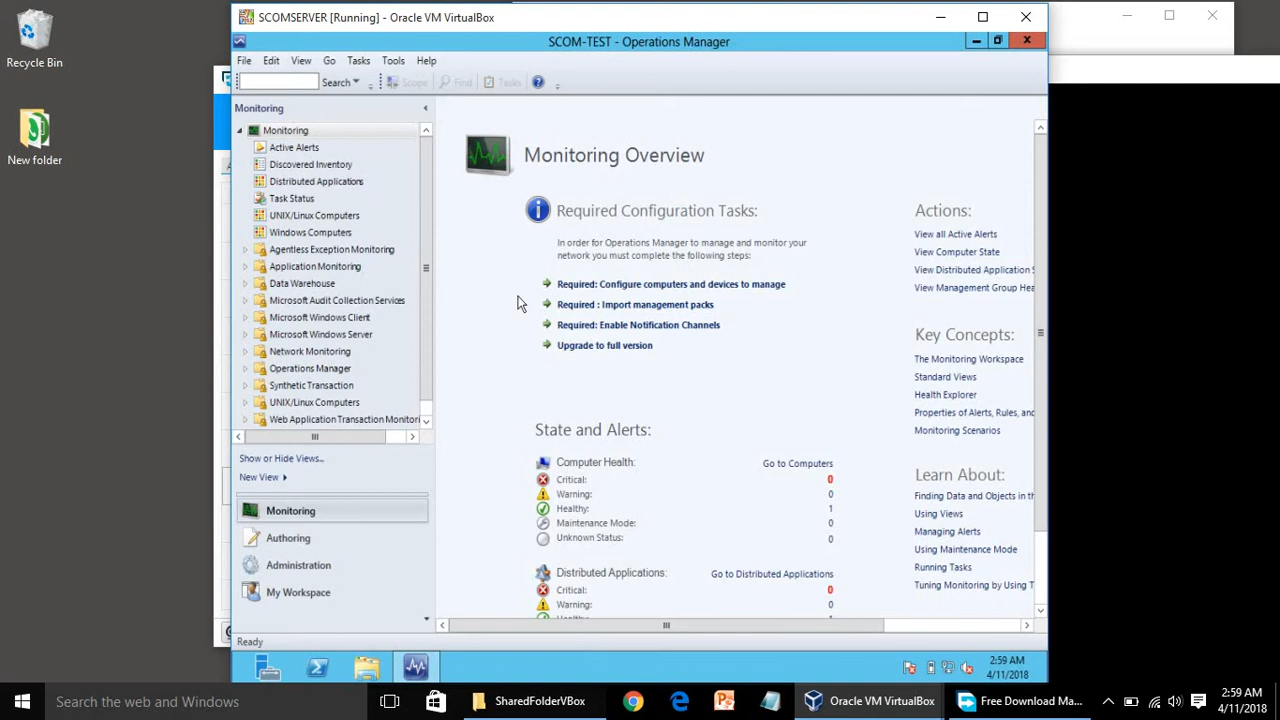 Recycle Bin
New folder
SCOMSERVER [Running] - Oracle VM VirtualBox
SCOM-TEST - Operations Manager
File Edit View Go Tasks Tools Help
Search Scope Find Tasks
Monitoring
Monitoring
Active Alerts
Discovered Inventory
Distributed Applications
Task Status
UNIX/Linux Computers
Windows Computers
Agentless Exception Monitoring
Application Monitoring
Data Warehouse
Microsoft Audit Collection Services
Microsoft Windows Client
Microsoft Windows Server
Network Monitoring
Operations Manager
Synthetic Transaction
UNIX/Linux Computers
Web Application Transaction Monitori
Show or Hide Views...
New View
Monitoring
Authoring
Administration
My Workspace
Monitoring Overview
Required Configuration Tasks:
In order for Operations Manager to manage and monitor your
network you must complete the following steps:
Required: Configure computers and devices to manage
Required : Import management packs
Required: Enable Notification Channels
Upgrade to full version
State and Alerts:
Computer Health: Go to Computers
Critical: 0
Warning: 0
Healthy: 1
Maintenance Mode: 0
Unknown Status: 0
Distributed Applications: Go to Distributed Applications
Critical: 0
Warning: 0
Healthy: 1
Actions:
View all Active Alerts
View Computer State
View Distributed Application S
View Management Group Hea
Key Concepts:
The Monitoring Workspace
Standard Views
Health Explorer
Properties of Alerts, Rules, and
Monitoring Scenarios
Learn About:
Finding Data and Objects in th
Using Views
Managing Alerts
Using Maintenance Mode
Running Tasks
Tuning Monitoring by Using T
Ready
2:59 AM
4/11/2018
Search the web and Windows
SharedFolderVBox
Oracle VM VirtualBox
Free Download Ma...
2:59 AM
4/11/2018